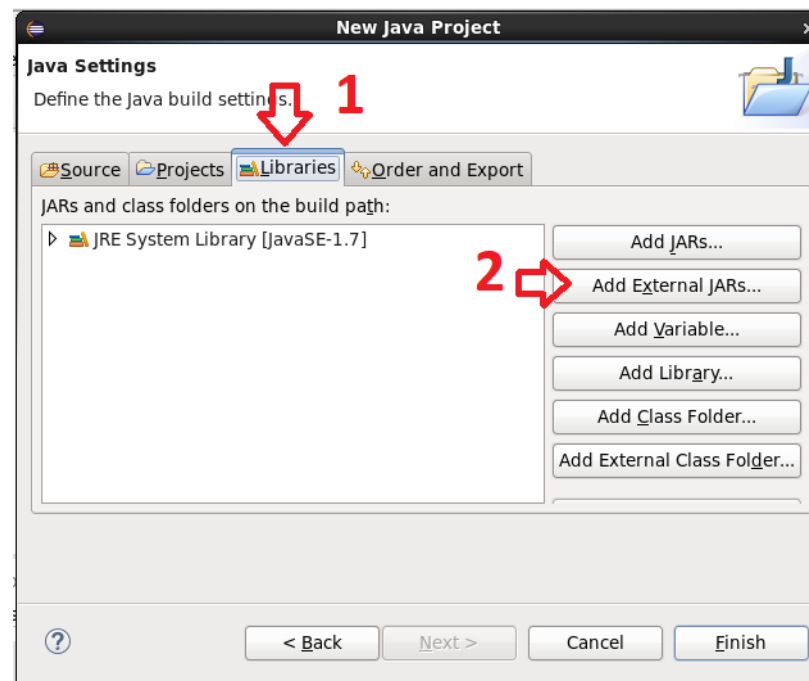 New Java Project
Java Settings
Define the Java build settings.
1
Source Projects Libraries Order and Export
JARs and class folders on the build path:
JRE System Library [JavaSE-1.7]
Add JARs...
2
Add External JARs...
Add Variable...
Add Library...
Add Class Folder...
Add External Class Folder...
?
< Back Next > Cancel Finish